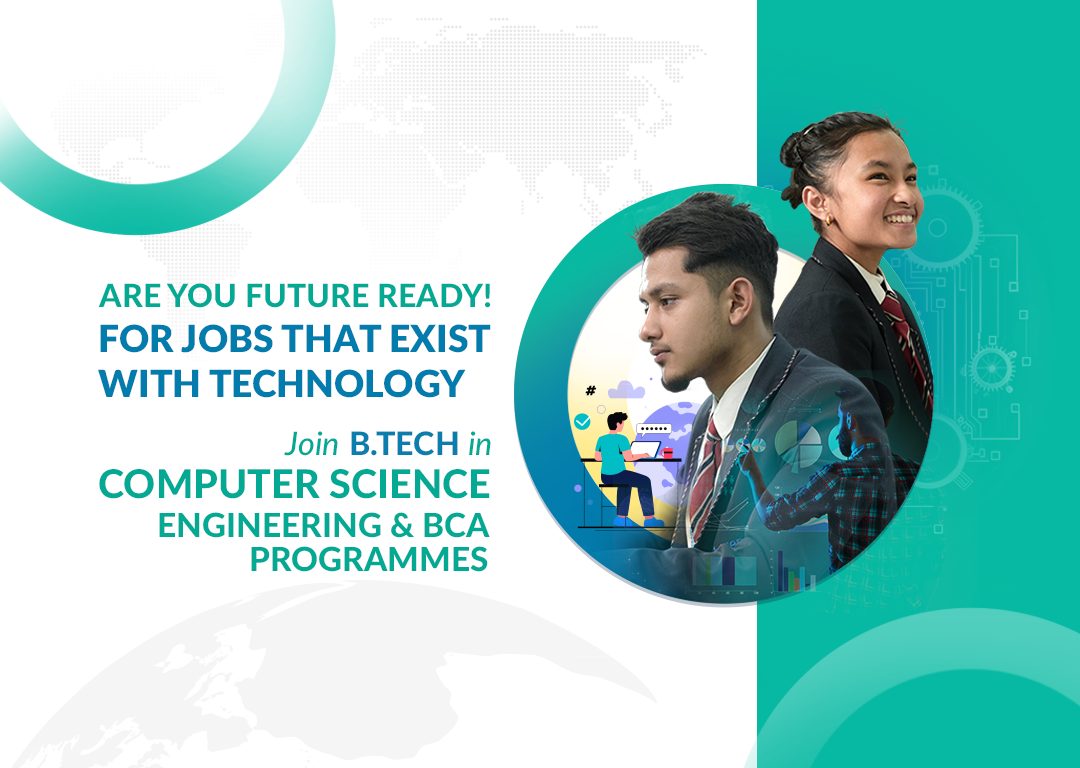 ARE YOU FUTURE READY!
FOR JOBS THAT EXIST
WITH TECHNOLOGY
Join B.TECH in
COMPUTER SCIENCE
ENGINEERING & BCA
PROGRAMMES
#